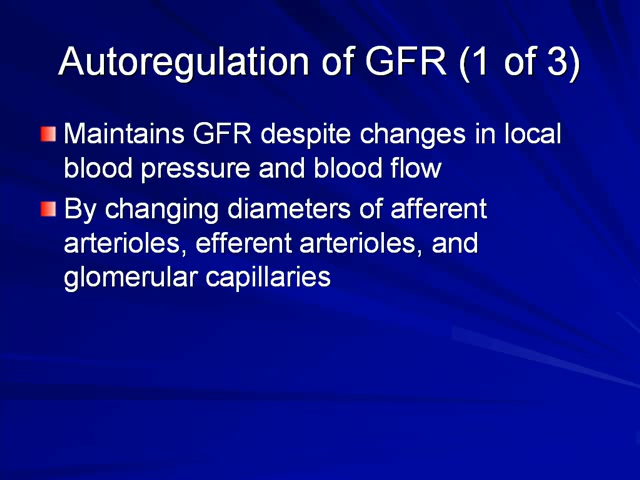 Autoregulation of GFR (1 of 3)
Maintains GFR despite changes in local
blood pressure and blood flow
By changing diameters of afferent
arterioles, efferent arterioles, and
glomerular capillaries